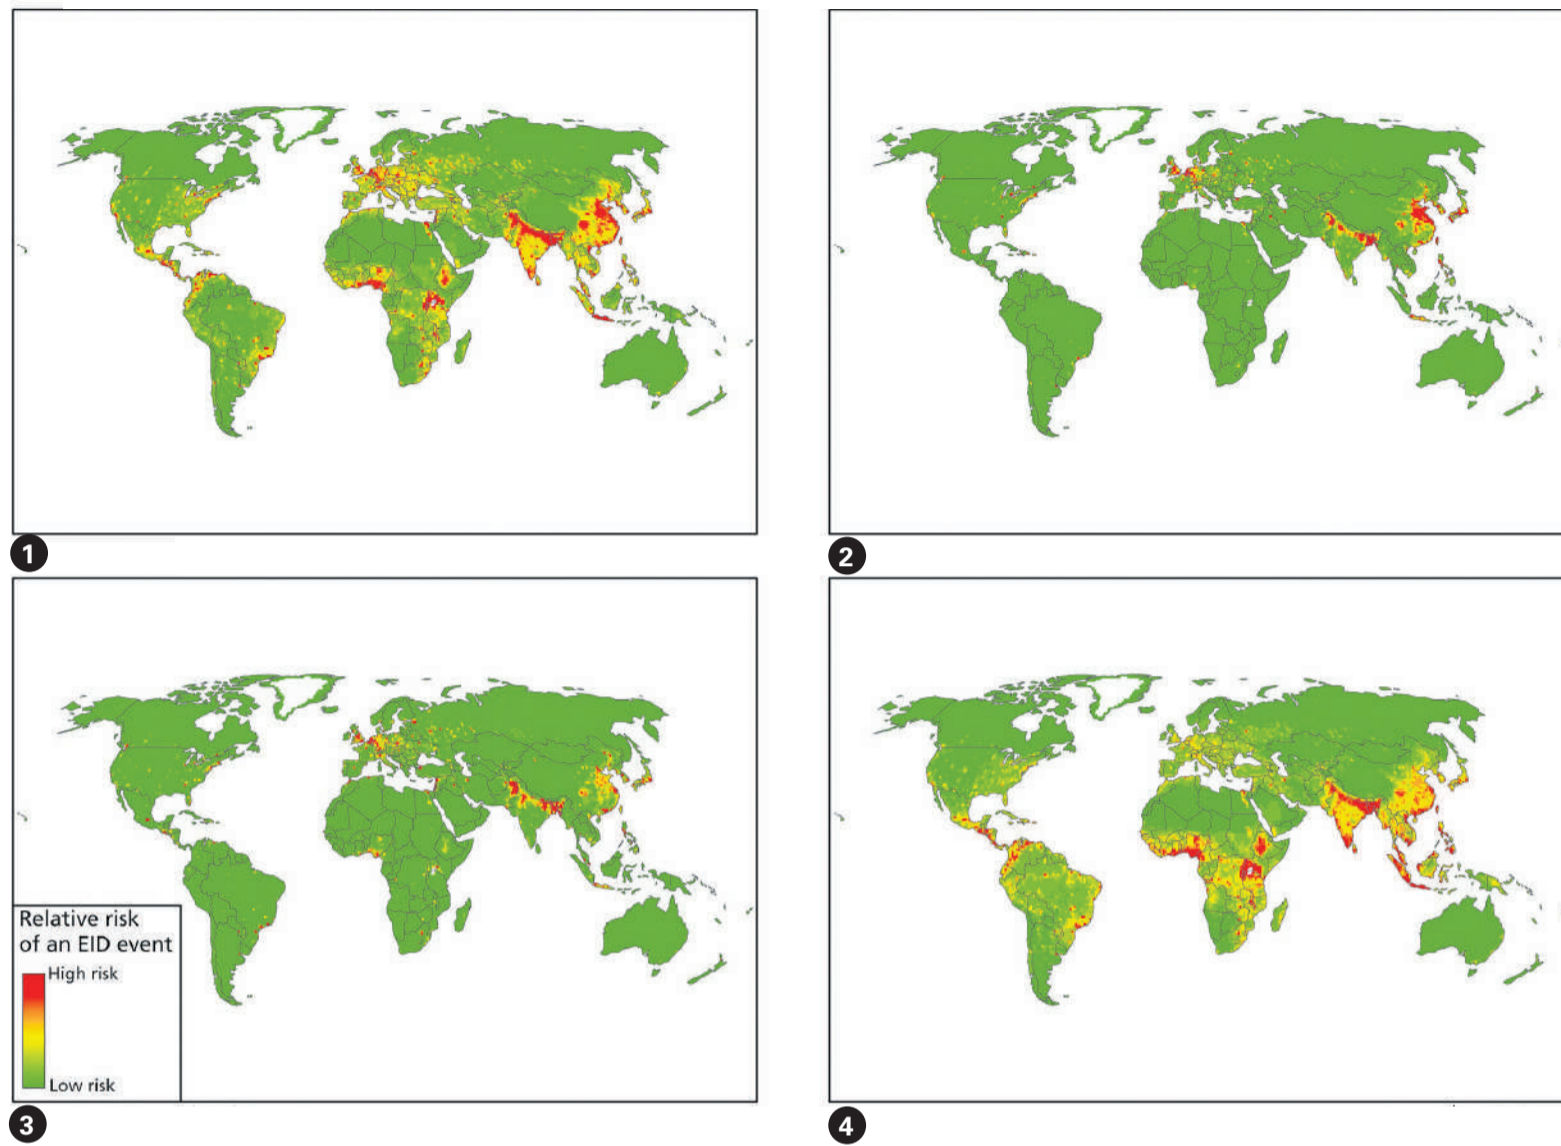 1
2
Relative risk
of an EID event
High risk
Low risk
3
4